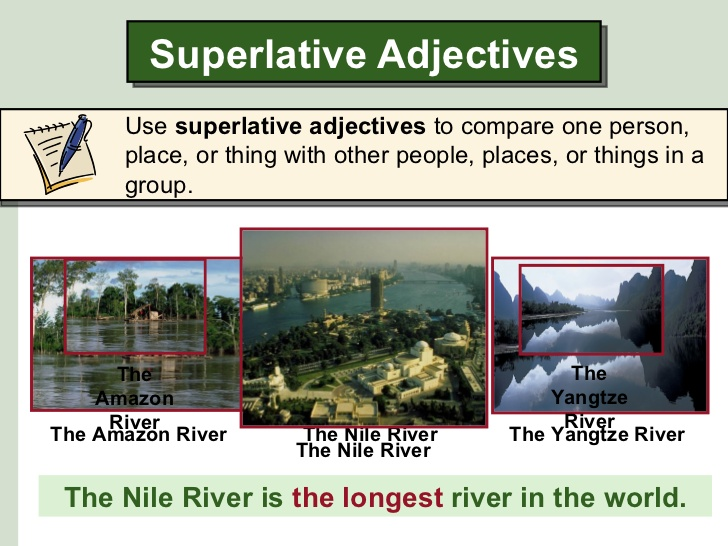 Superlative Adjectives
Use superlative adjectives to compare one person,
place, or thing with other people, places, or things in a
group.
The
Amazon
River
The Amazon River
The Nile River
The Nile River
The
Yangtze
River
The Yangtze River
The Nile River is the longest river in the world.